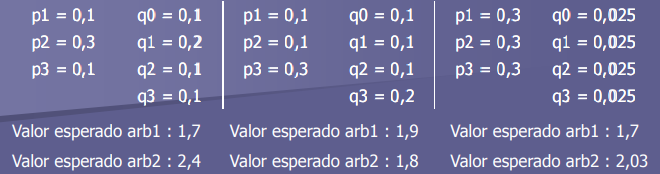 p1 = 0,1 q0 = 0,1 p1 = 0,1 q0 = 0,1 p1 = 0,3 q0 = 0,025
p2 = 0,3 q1 = 0,2 p2 = 0,1 q1 = 0,1 p2 = 0,3 q1 = 0,025
p3 = 0,1 q2 = 0,1 p3 = 0,3 q2 = 0,1 p3 = 0,3 q2 = 0,025
q3 = 0,1 q3 = 0,2 q3 = 0,025
Valor esperado arb1 : 1,7 Valor esperado arb1 : 1,9 Valor esperado arb1 : 1,7
Valor esperado arb2 : 2,4 Valor esperado arb2 : 1,8 Valor esperado arb2 : 2,03